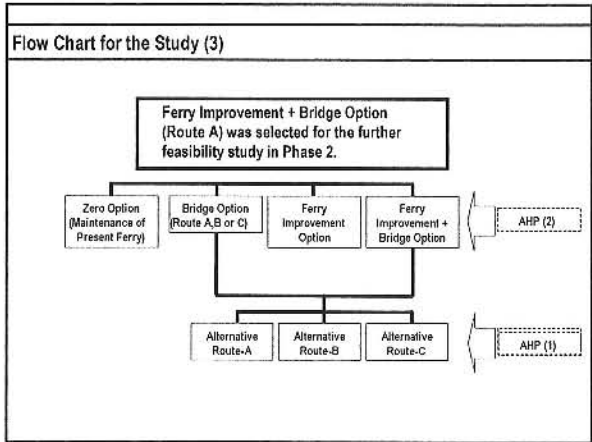 Flow Chart for the Study (3)
Ferry Improvement + Bridge Option
(Route A) was selected for the further
feasibility study in Phase 2.
Zero Option
(Maintenance of
Present Ferry)
Bridge Option
(Route A,B or C)
Ferry
Improvement
Option
Ferry
Improvement +
Bridge Option
AHP (2)
Alternative
Route-A
Alternative
Route-B
Alternative
Route-C
AHP (1)